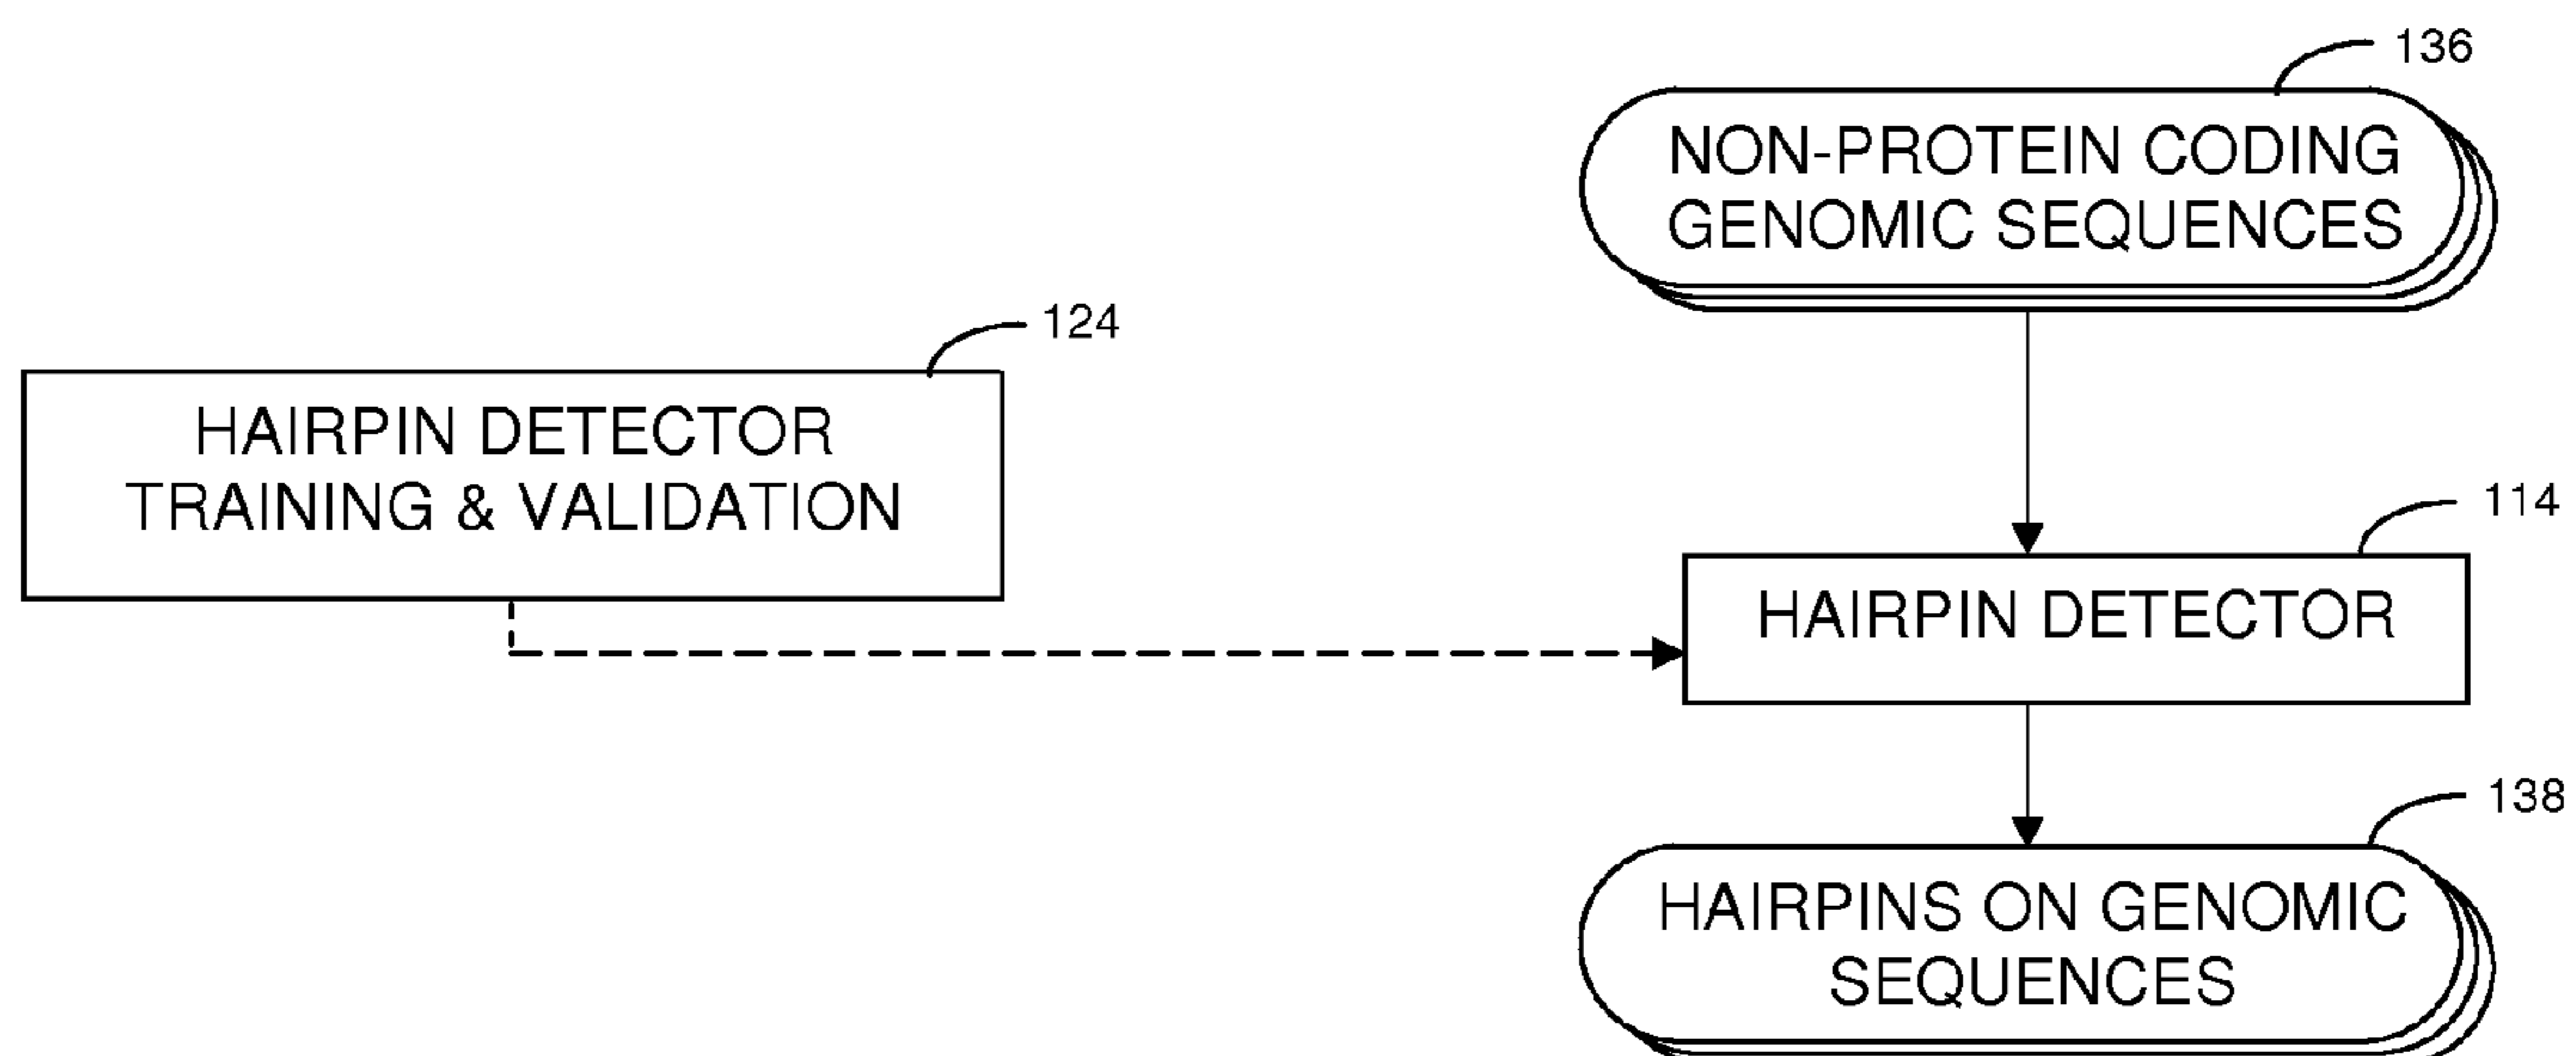 136
NON-PROTEIN CODING
GENOMIC SEQUENCES
124
HAIRPIN DETECTOR
TRAINING & VALIDATION
114
HAIRPIN DETECTOR
138
HAIRPINS ON GENOMIC
SEQUENCES